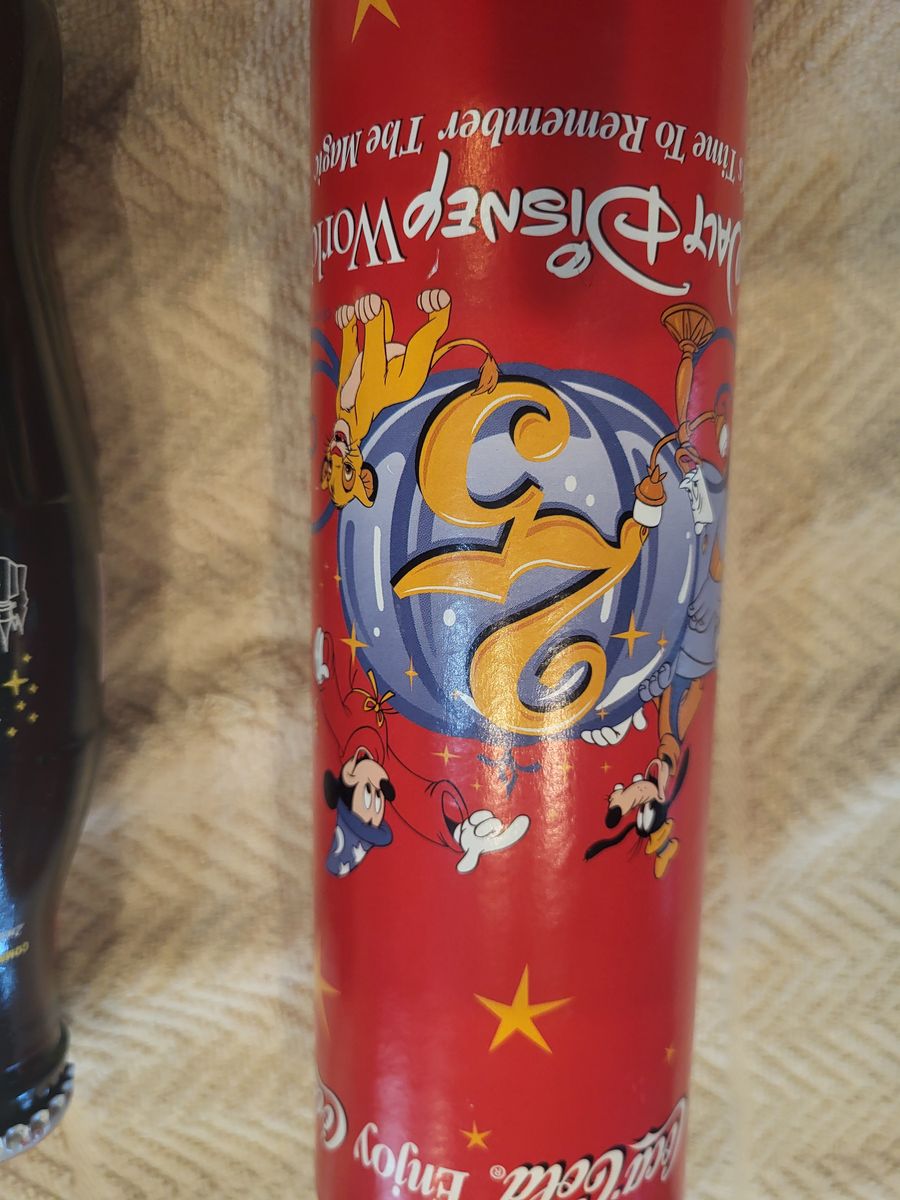 Coca-Cola® Enjoy
25
WALT DISNEY World
's Time To Remember The Magic